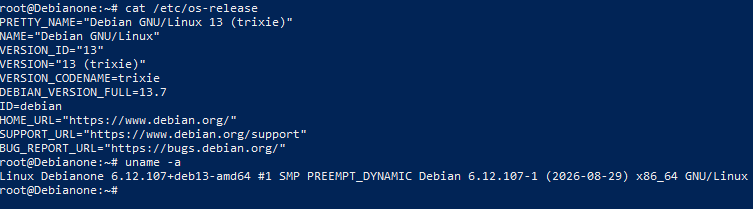 root@Debianone:~# cat /etc/os-release
PRETTY_NAME="Debian GNU/Linux 13 (trixie)"
NAME="Debian GNU/Linux"
VERSION_ID="13"
VERSION="13 (trixie)"
VERSION_CODENAME=trixie
DEBIAN_VERSION_FULL=13.7
ID=debian
HOME_URL="https://www.debian.org/"
SUPPORT_URL="https://www.debian.org/support"
BUG_REPORT_URL="https://bugs.debian.org/"
root@Debianone:~# uname -a
Linux Debianone 6.12.107+deb13-amd64 #1 SMP PREEMPT_DYNAMIC Debian 6.12.107-1 (2026-08-29) x86_64 GNU/Linux
root@Debianone:~#